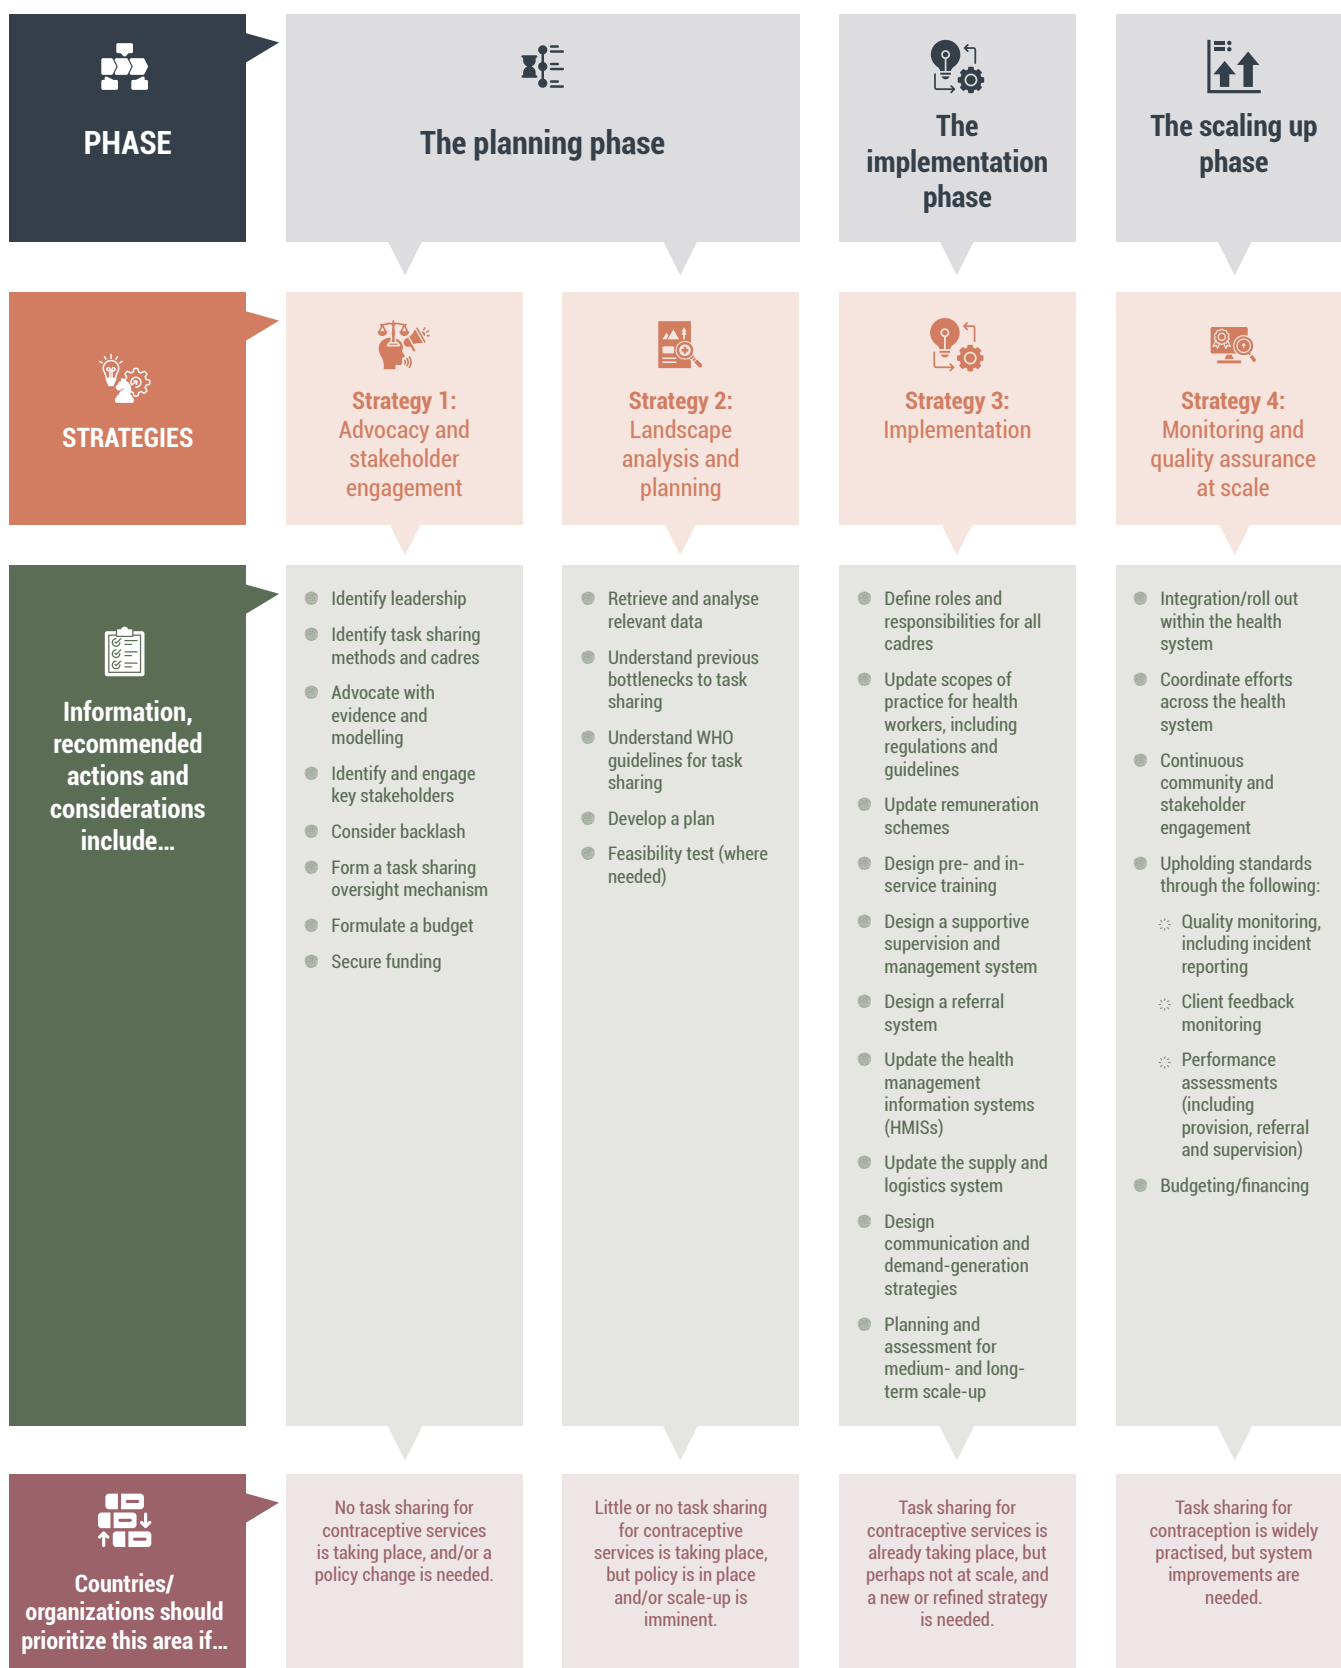 PHASE
The planning phase
The
implementation
phase
The scaling up
phase
STRATEGIES
Strategy 1:
Advocacy and
stakeholder
engagement
Strategy 2:
Landscape
analysis and
planning
Strategy 3:
Implementation
Strategy 4:
Monitoring and
quality assurance
at scale
Information,
recommended
actions and
considerations
include...
Identify leadership
Identify task sharing
methods and cadres
Advocate with
evidence and
modelling
Identify and engage
key stakeholders
Consider backlash
Form a task sharing
oversight mechanism
Formulate a budget
Secure funding
Retrieve and analyse
relevant data
Understand previous
bottlenecks to task
sharing
Understand WHO
guidelines for task
sharing
Develop a plan
Feasibility test (where
needed)
Define roles and
responsibilities for all
cadres
Update scopes of
practice for health
workers, including
regulations and
guidelines
Update remuneration
schemes
Design pre- and in-
service training
Design a supportive
supervision and
management system
Design a referral
system
Update the health
management
information systems
(HMISs)
Update the supply and
logistics system
Design
communication and
demand-generation
strategies
Planning and
assessment for
medium- and long-
term scale-up
Integration/roll out
within the health
system
Coordinate efforts
across the health
system
Continuous
community and
stakeholder
engagement
Upholding standards
through the following:
Quality monitoring,
including incident
reporting
Client feedback
monitoring
Performance
assessments
(including
provision, referral
and supervision)
Budgeting/financing
Countries/
organizations should
prioritize this area if...
No task sharing for
contraceptive services
is taking place, and/or a
policy change is needed.
Little or no task sharing
for contraceptive
services is taking place,
but policy is in place
and/or scale-up is
imminent.
Task sharing for
contraceptive services is
already taking place, but
perhaps not at scale, and
a new or refined strategy
is needed.
Task sharing for
contraception is widely
practised, but system
improvements are
needed.